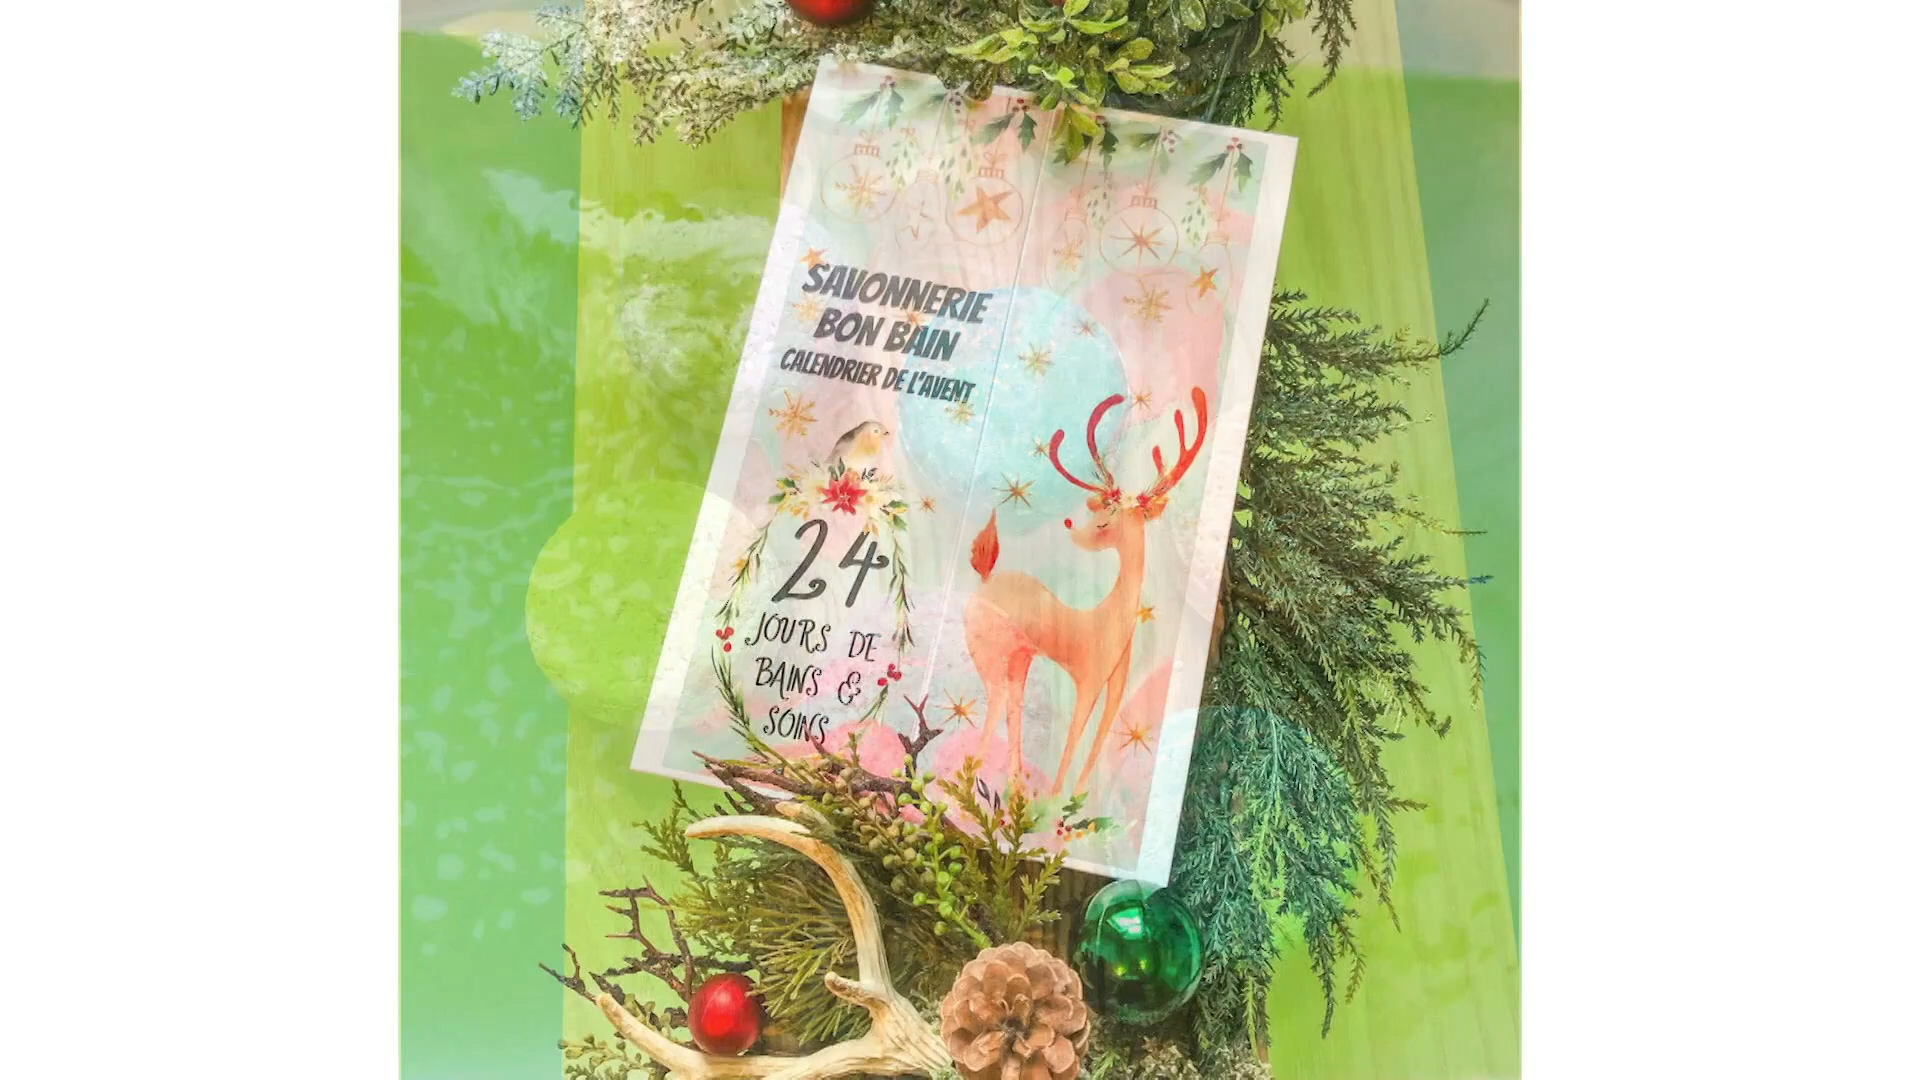 SAVONNERIE
BON BAIN
CALENDRIER DE L'AVENT
24
JOURS DE
BAINS &
SOINS